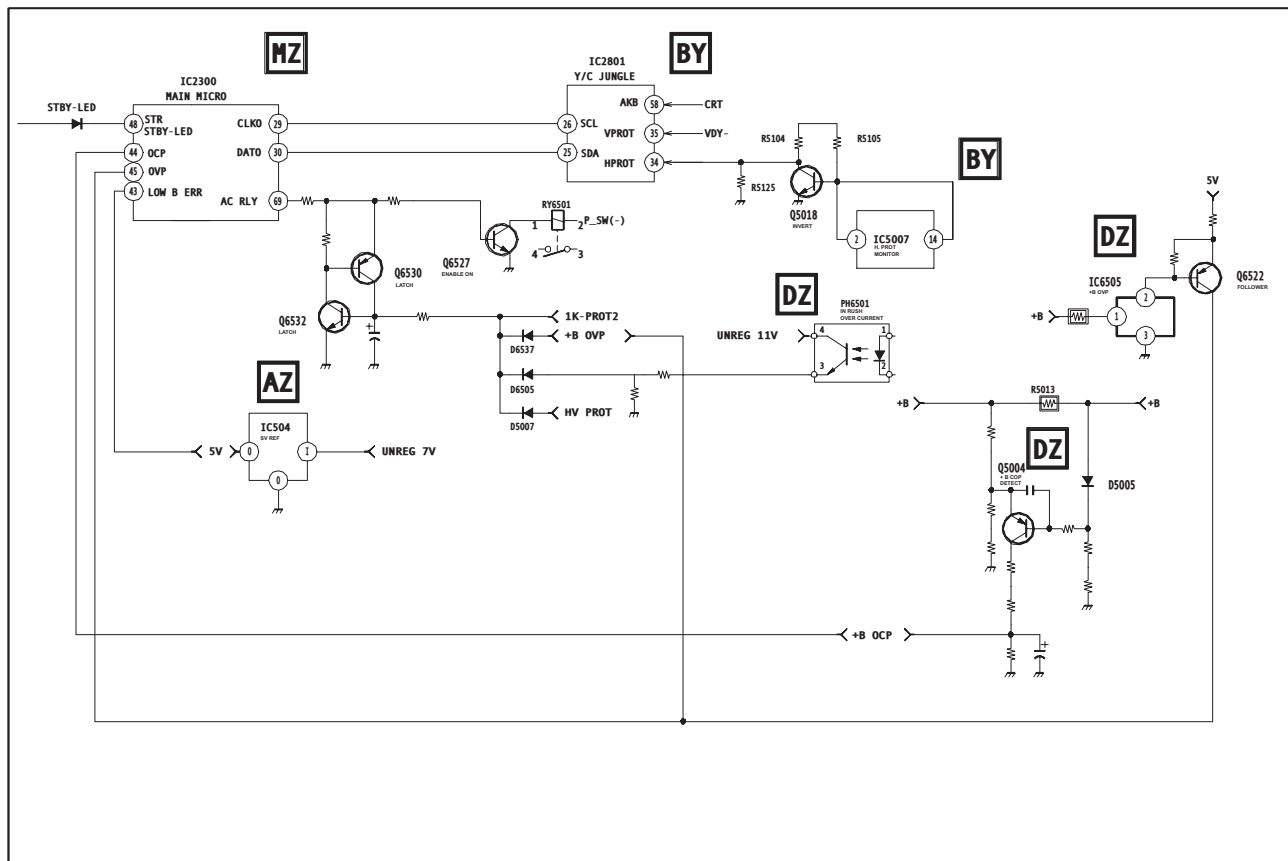 MZ
BY
IC2300
MAIN MICRO
IC2801
Y/C JUNGLE
STBY-LED
48
STR
STBY-LED
CLKO
29
26
SCL
AKB
58
CRT
VPROT
35
VDY-
R5104
R5105
BY
44
OCP
DATO
30
25
SDA
HPROT
34
45
OVP
43
LOW B ERR
AC RLY
69
R5125
5V
RY6501
1
2
P_SW(-)
4
3
Q5018
INVERT
2
IC5007
H. PROT
MONITOR
14
DZ
Q6530
LATCH
Q6527
ENABLE ON
IC6505
+B OVP
2
Q6522
FOLLOWER
DZ
PH6501
IN RUSH
OVER CURRENT
Q6532
LATCH
+
1K-PROT2
+B OVP
D6537
UNREG 11V
4
1
3
2
+B
1
3
AZ
D6505
R5013
+B
+B
HV PROT
D5007
IC504
5V REF
5V
O
I
UNREG 7V
O
DZ
Q5004
+ B COP
DETECT
D5005
+B OCP
+